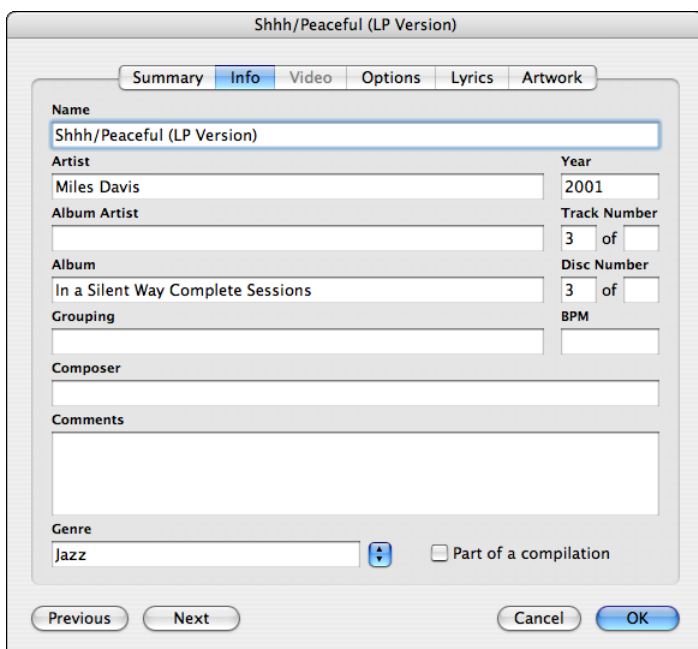 Shhh/Peaceful (LP Version)
Summary Info Video Options Lyrics Artwork
Name
Shhh/Peaceful (LP Version)
Artist Year
Miles Davis 2001
Album Artist Track Number
3 of
Album Disc Number
In a Silent Way Complete Sessions 3 of
Grouping BPM
Composer
Comments
Genre
Jazz Part of a compilation
Previous Next Cancel OK